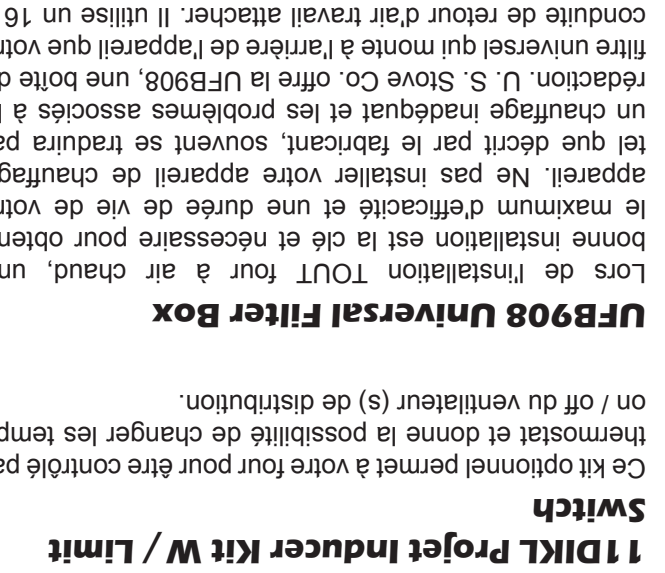 11DIKL Projet Inducer Kit W / Limit
Switch
Ce kit optionnel permet à votre four pour être contrôlé pa
thermostat et donne la possibilité de changer les temp
on / off du ventilateur (s) de distribution.
UFB908 Universal Filter Box
Lors de l'installation TOUT four à air chaud, un
bonne installation est la clé et nécessaire pour obten
le maximum d'efficacité et une durée de vie de votr
appareil. Ne pas installer votre appareil de chauffag
tel que décrit par le fabricant, souvent se traduira pa
un chauffage inadéquat et les problèmes associés à l
rédaction. U. S. Stove Co. offre la UFB908, une boîte d
filtre universel qui monte à l'arrière de l'appareil que votr
conduite de retour d'air travail attacher. Il utilise un 16